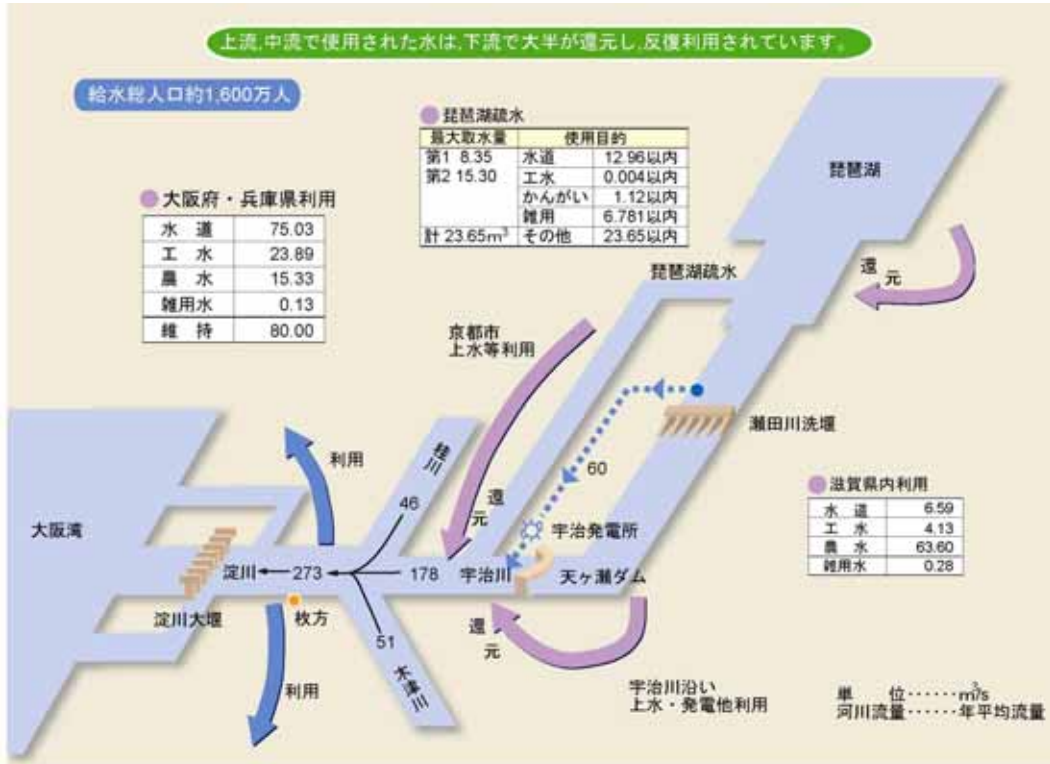 上流,中流で使用された水は,下流で大半が還元し,反復利用されています。
給水総人口約1,600万人
琵琶湖疏水
最大取水量 使用目的
第1 8.35 水道 12.96以内
第2 15.30 工水 0.004以内
かんがい 1.12以内
雑用 6.781以内
計 23.65m³ その他 23.65以内
大阪府・兵庫県利用
水 道 75.03
工 水 23.89
農 水 15.33
雑用水 0.13
維 持 80.00
琵琶湖
還元
琵琶湖疏水
京都市
上水等利用
瀬田川洗堰
60
滋賀県内利用
水 道 6.59
工 水 4.13
農 水 63.60
雑用水 0.28
利用
桂川
46
還元
宇治発電所
大阪湾
淀川
273
178
宇治川
天ヶ瀬ダム
淀川大堰
枚方
51
木津川
還元
利用
宇治川沿い
上水・発電他利用
単 位‥‥‥m³/s
河川流量‥‥‥年平均流量